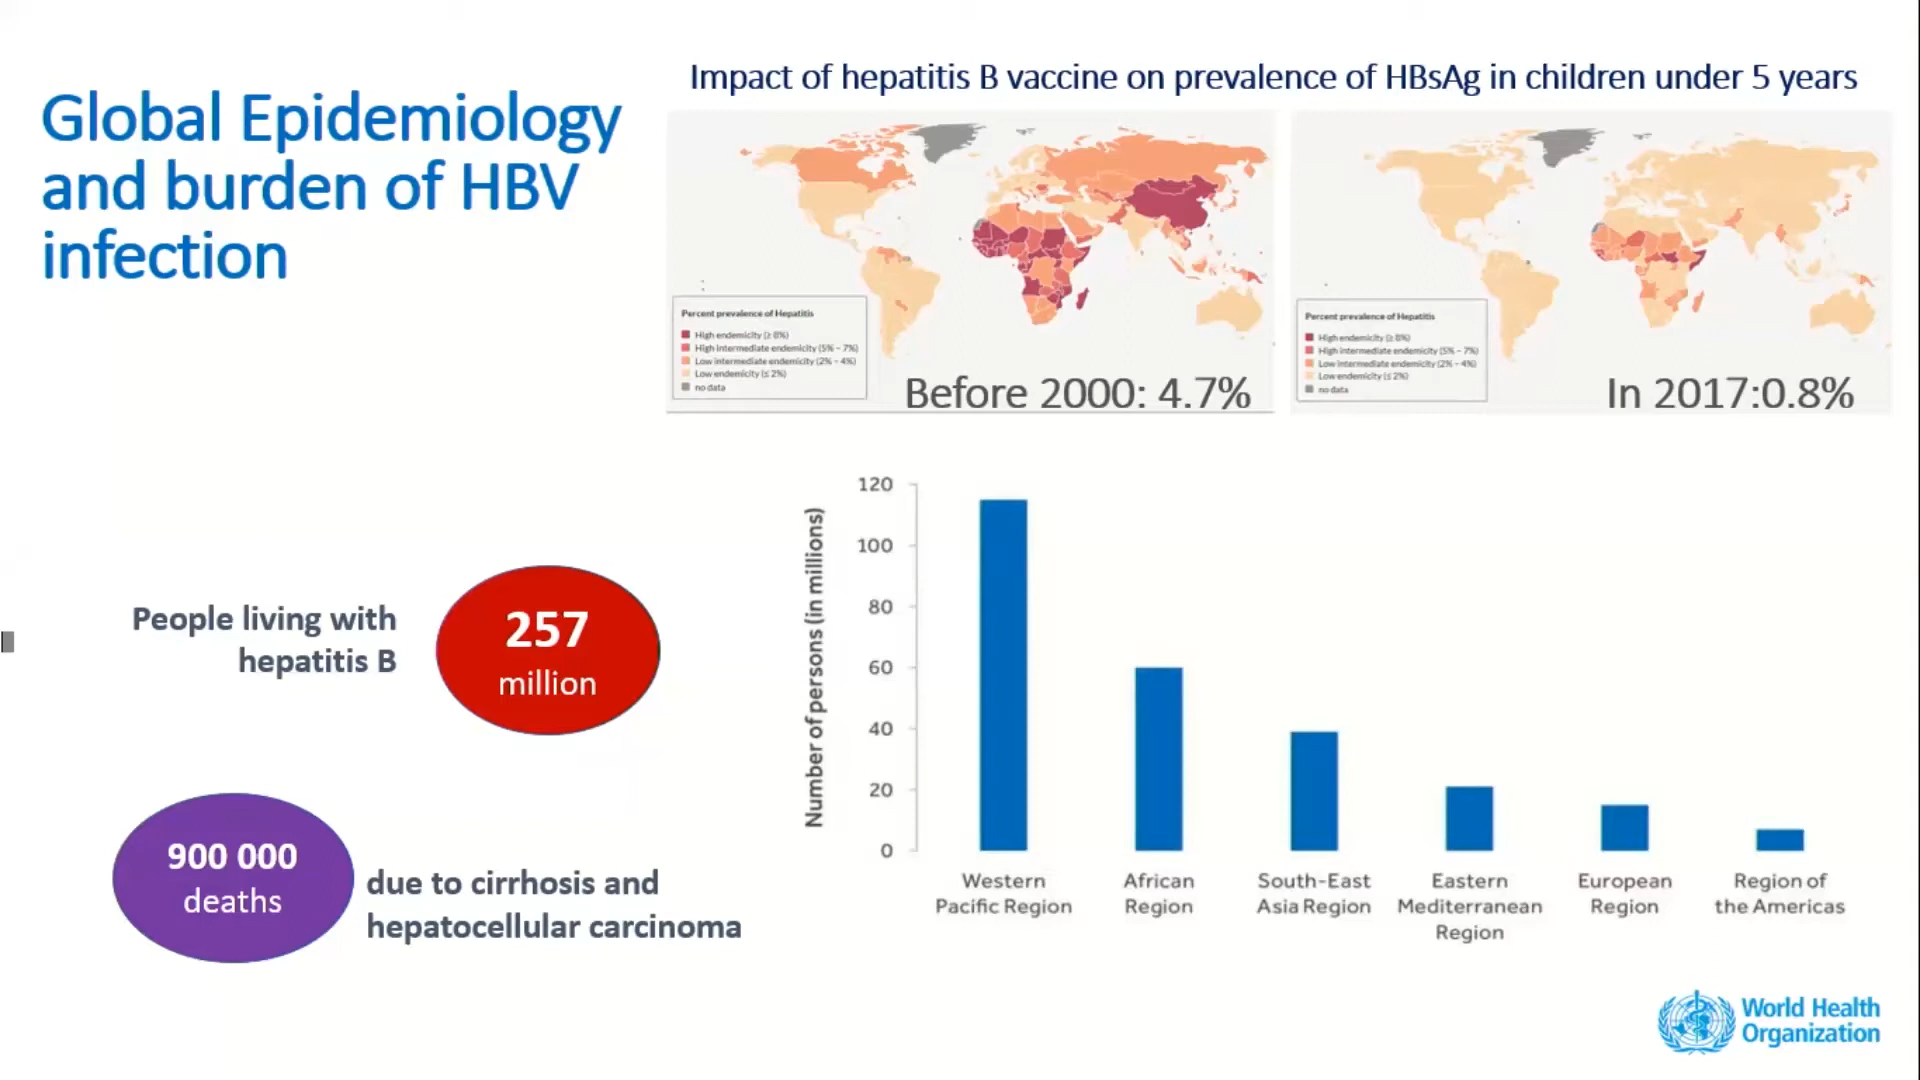 Global Epidemiology
and burden of HBV
infection
Impact of hepatitis B vaccine on prevalence of HBsAg in children under 5 years
Percent prevalence of Hepatitis
High endemicity (≥ 8%)
High intermediate endemicity (5% – 7%)
Low intermediate endemicity (2% – 4%)
Low endemicity (≤ 2%)
no data
Before 2000: 4.7%
Percent prevalence of Hepatitis
High endemicity (≥ 8%)
High intermediate endemicity (5% – 7%)
Low intermediate endemicity (2% – 4%)
Low endemicity (≤ 2%)
no data
In 2017:0.8%
People living with
hepatitis B
257
million
900 000
deaths
due to cirrhosis and
hepatocellular carcinoma
Number of persons (in millions)
120
100
80
60
40
20
0
Western
Pacific Region
African
Region
South-East
Asia Region
Eastern
Mediterranean
Region
European
Region
Region of
the Americas
World Health
Organization